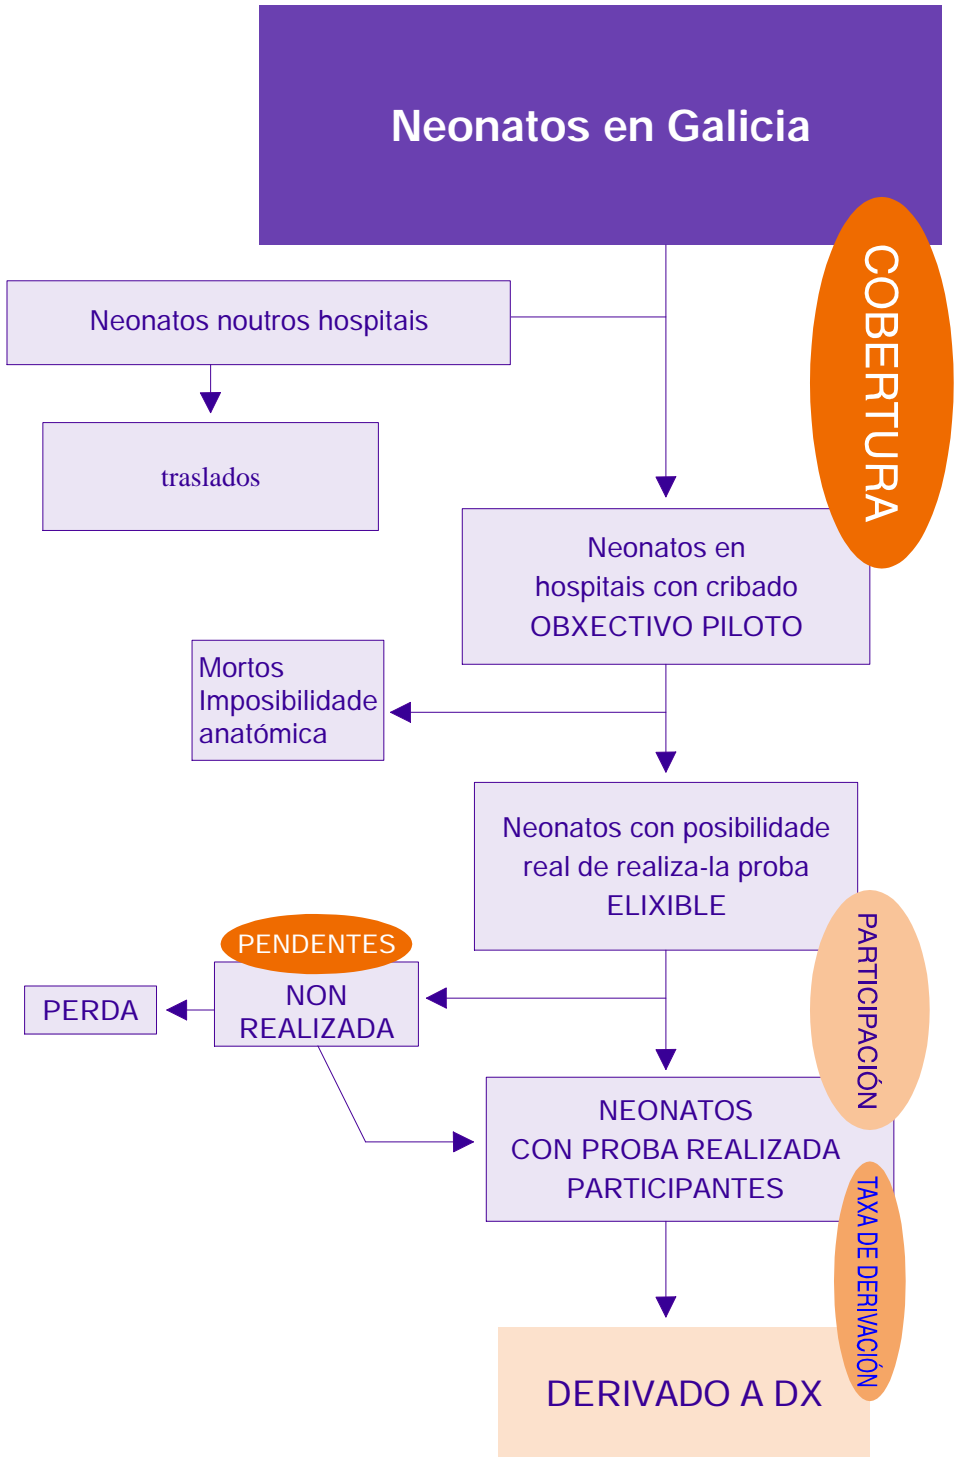 Neonatos en Galicia
COBERTURA
Neonatos noutros hospitais
traslados
Neonatos en
hospitais con cribado
OBXECTIVO PILOTO
Mortos
Imposibilidade
anatómica
Neonatos con posibilidade
real de realiza-la proba
ELIXIBLE
PARTICIPACIÓN
PENDENTES
NON
REALIZADA
PERDA
NEONATOS
CON PROBA REALIZADA
PARTICIPANTES
TAXA DE DERIVACIÓN
DERIVADO A DX